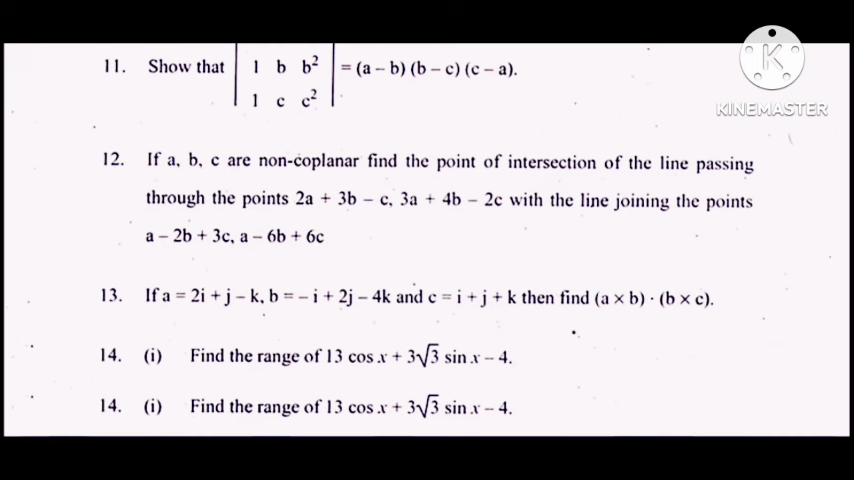 KINEMASTER
11. Show that | 1 b b² | = (a – b) (b – c) (c – a).
| 1 c c² |
12. If a, b, c are non-coplanar find the point of intersection of the line passing
through the points 2a + 3b – c, 3a + 4b – 2c with the line joining the points
a – 2b + 3c, a – 6b + 6c
13. If a = 2i + j – k, b = – i + 2j – 4k and c = i + j + k then find (a × b) · (b × c).
14. (i) Find the range of 13 cos x + 3√3 sin x – 4.
14. (i) Find the range of 13 cos x + 3√3 sin x – 4.